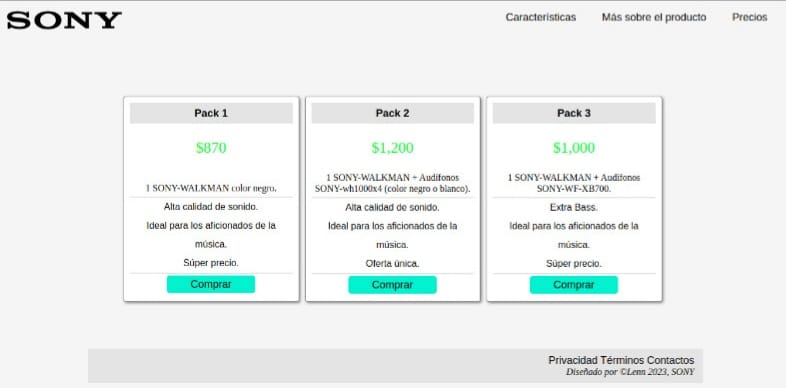 SONY
Características
Más sobre el producto
Precios
Pack 1
$870
1 SONY-WALKMAN color negro.
Alta calidad de sonido.
Ideal para los aficionados de la
música.
Súper precio.
Comprar
Pack 2
$1,200
1 SONY-WALKMAN + Audífonos
SONY-wh1000x4 (color negro o blanco).
Alta calidad de sonido.
Ideal para los aficionados de la
música.
Oferta única.
Comprar
Pack 3
$1,000
1 SONY-WALKMAN + Audífonos
SONY-WF-XB700.
Extra Bass.
Ideal para los aficionados de la
música.
Súper precio.
Comprar
Privacidad Términos Contactos
Diseñado por ©Lenn 2023, SONY